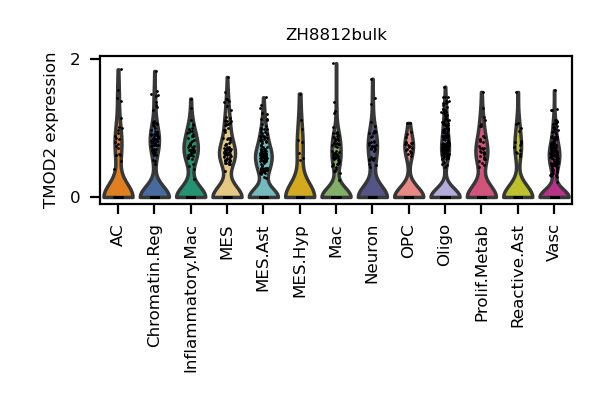 ZH8812bulk
TMOD2 expression
2
0
AC
Chromatin.Reg
Inflammatory.Mac
MES
MES.Ast
MES.Hyp
Mac
Neuron
OPC
Oligo
Prolif.Metab
Reactive.Ast
Vasc